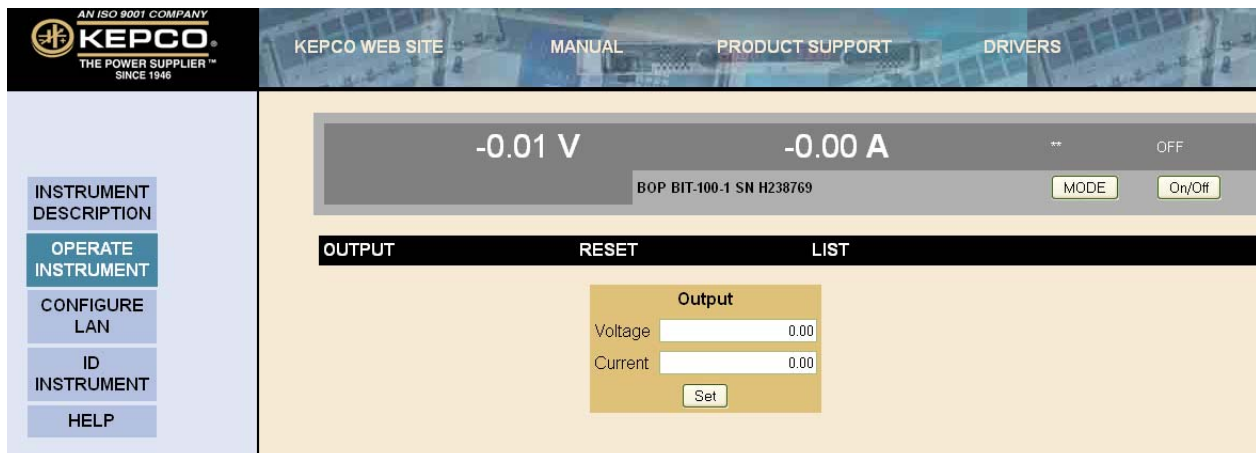 AN ISO 9001 COMPANY
KEPCO®
THE POWER SUPPLIER™
SINCE 1946
KEPCO WEB SITE MANUAL PRODUCT SUPPORT DRIVERS
-0.01 V -0.00 A ** OFF
BOP BIT-100-1 SN H238769 MODE On/Off
INSTRUMENT
DESCRIPTION
OPERATE
INSTRUMENT
CONFIGURE
LAN
ID
INSTRUMENT
HELP
OUTPUT RESET LIST
Output
Voltage 0.00
Current 0.00
Set